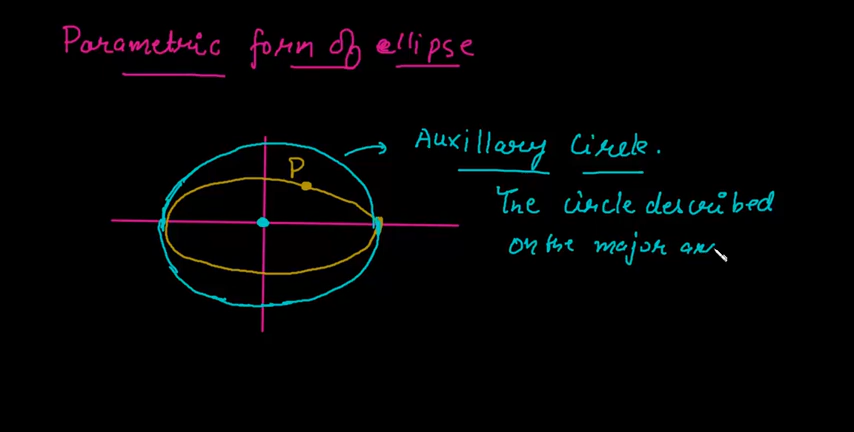 Parametric form of ellipse
P
Auxillary Circle.
The circle described
on the major